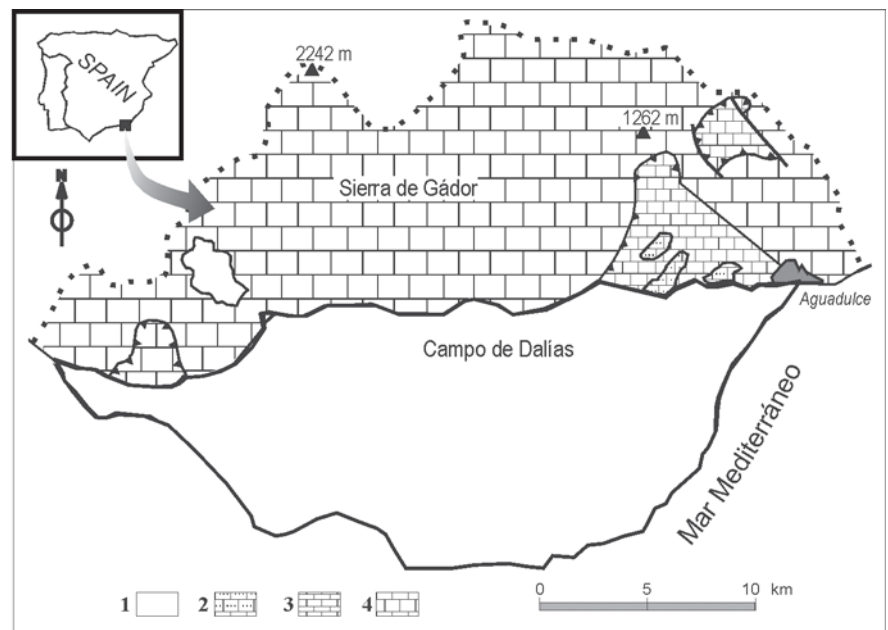 SPAIN
N
2242 m
1262 m
Sierra de Gádor
Aguadulce
Campo de Dalías
Mar Mediterráneo
1 2 3 4
0 5 10 km